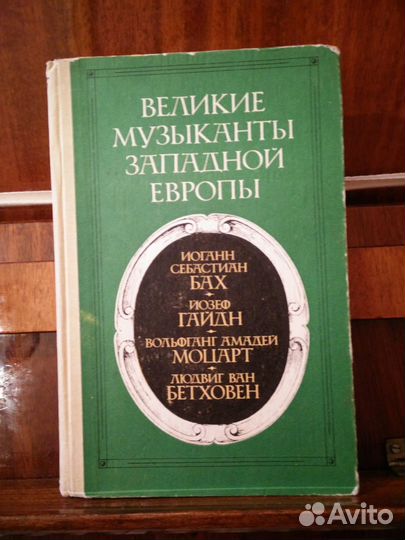 ВЕЛИКИЕ
МУЗЫКАНТЫ
ЗАПАДНОЙ
ЕВРОПЫ
ИОГАНН
СЕБАСТИАН
БАХ
ЙОЗЕФ
ГАЙДН
ВОЛЬФГАНГ АМАДЕЙ
МОЦАРТ
ЛЮДВИГ ВАН
БЕТХОВЕН
Avito